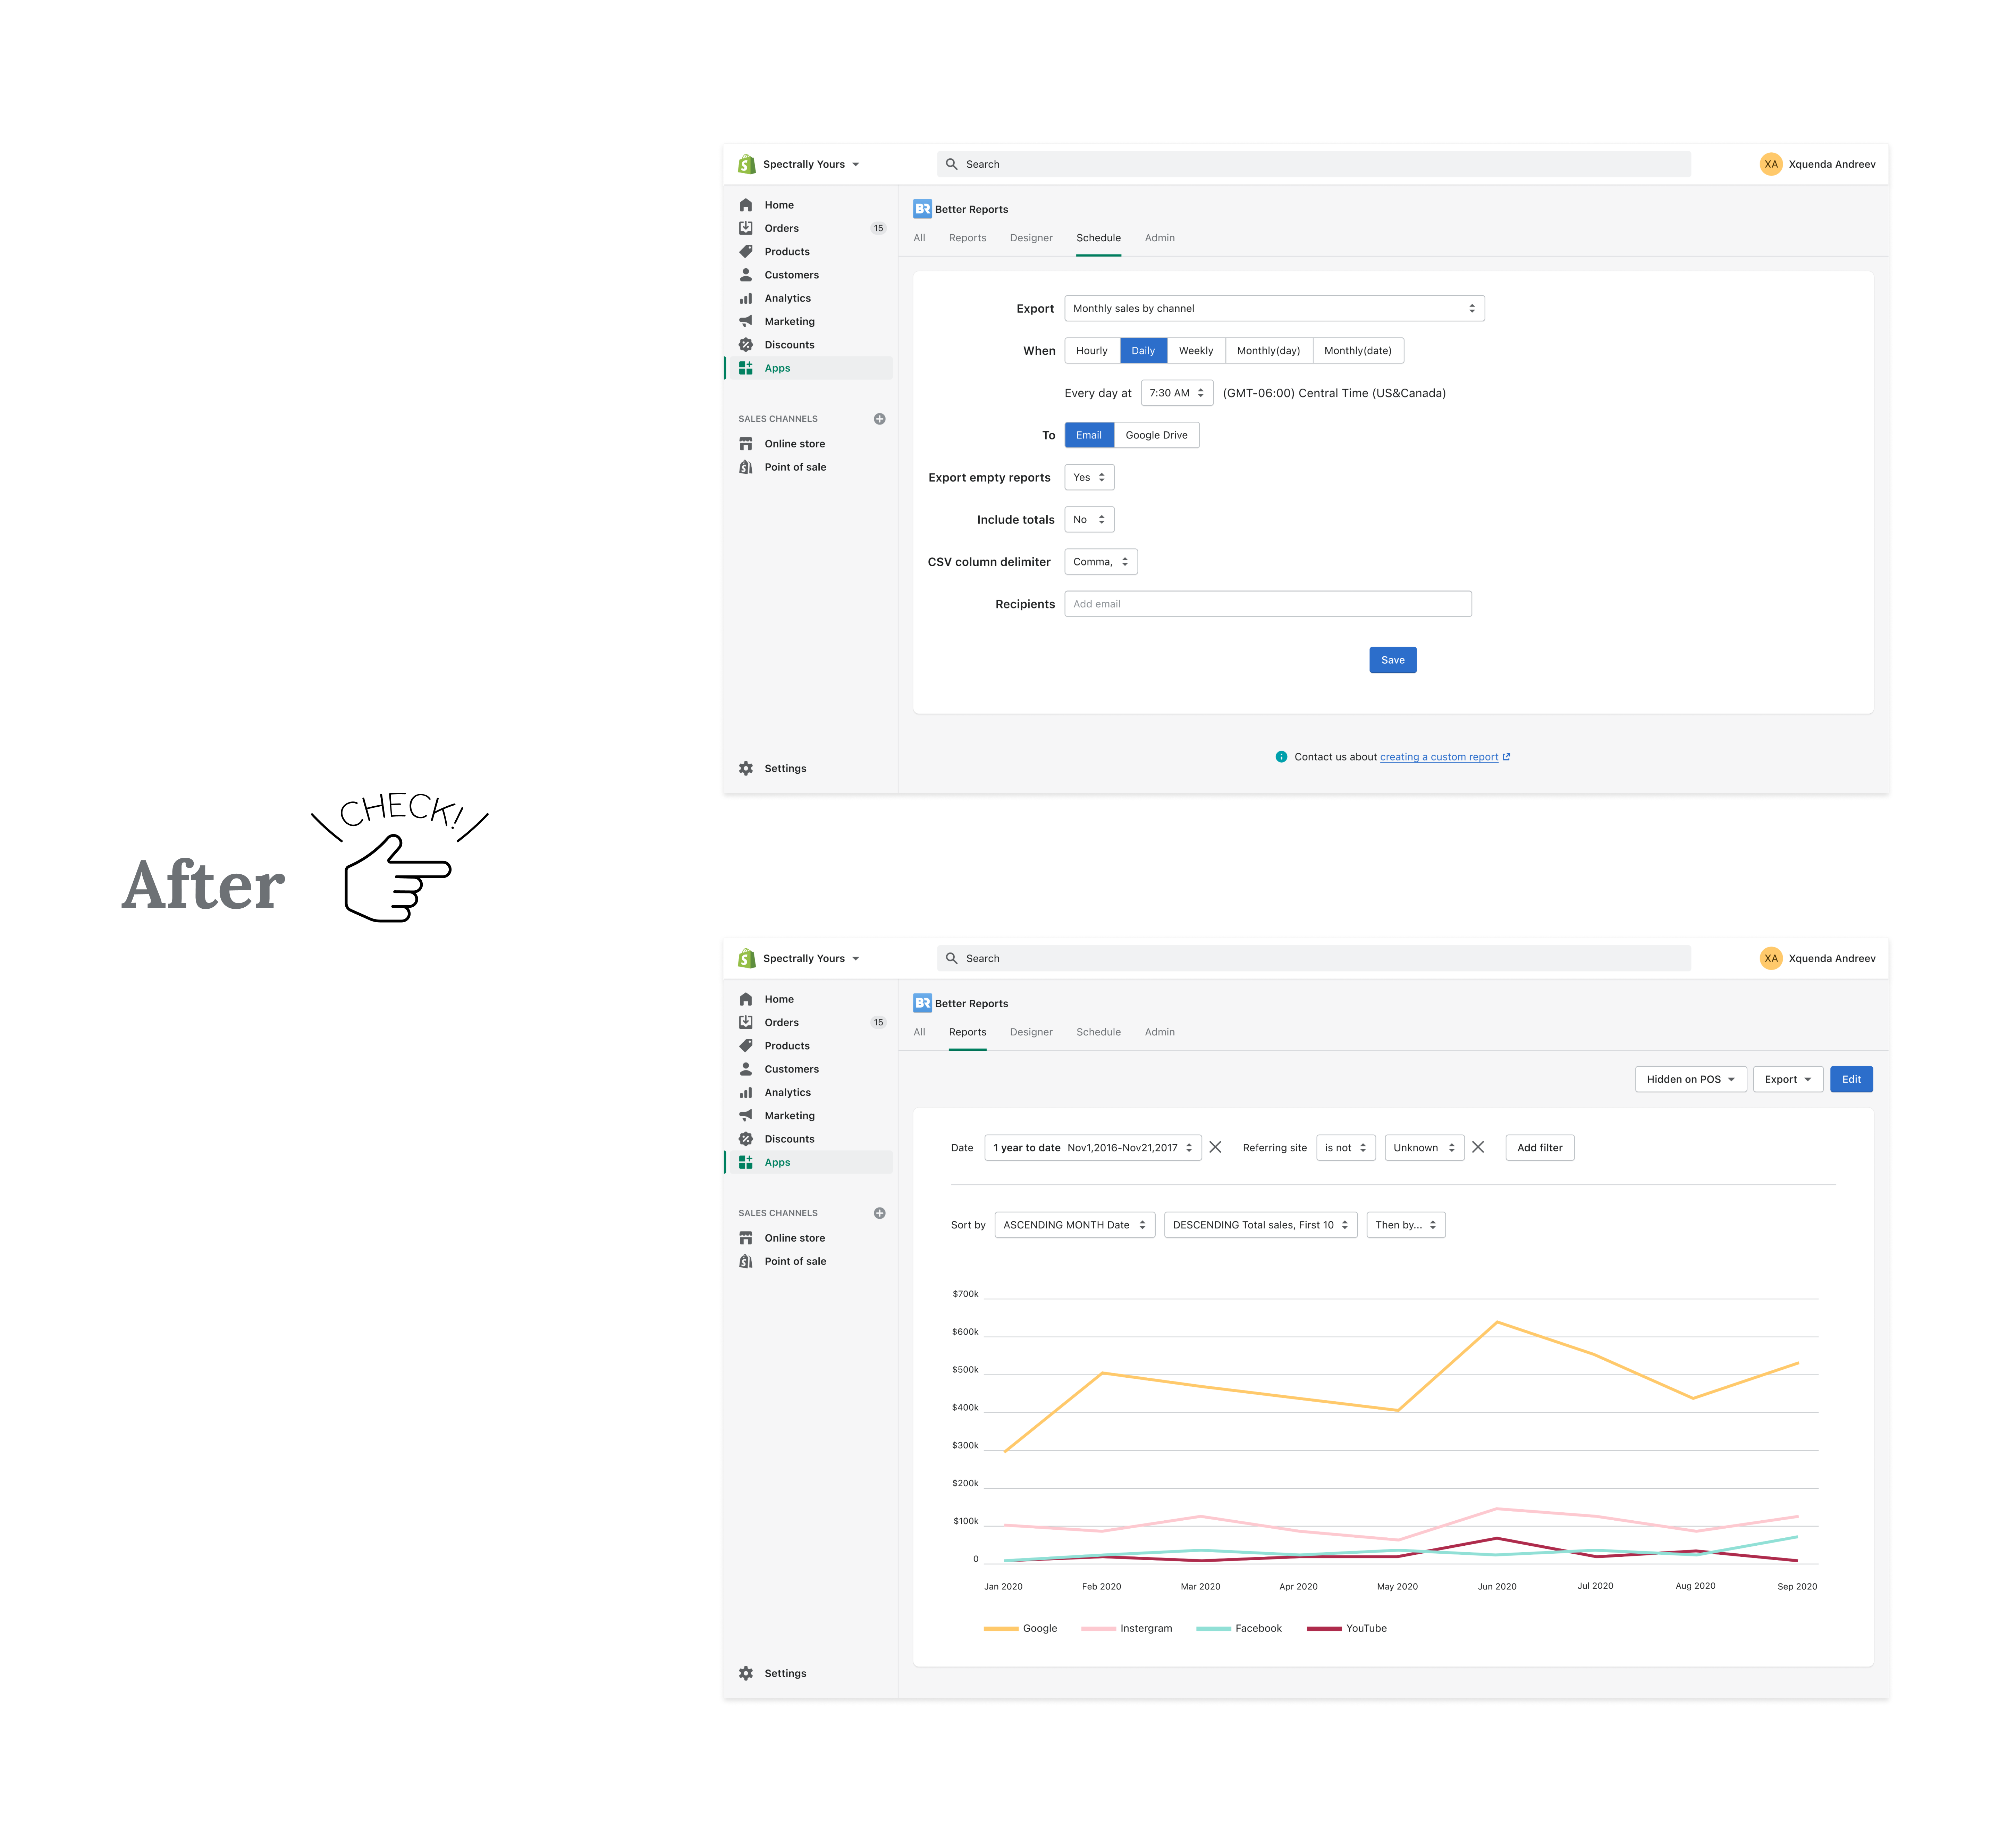 Spectrally Yours
Search
XA Xquenda Andreev
Home
Orders 15
Products
Customers
Analytics
Marketing
Discounts
Apps
SALES CHANNELS
Online store
Point of sale
Settings
BR Better Reports
All Reports Designer Schedule Admin
Export Monthly sales by channel
When Hourly Daily Weekly Monthly(day) Monthly(date)
Every day at 7:30 AM (GMT-06:00) Central Time (US&Canada)
To Email Google Drive
Export empty reports Yes
Include totals No
CSV column delimiter Comma,
Recipients Add email
Save
Contact us about creating a custom report
CHECK!
After
Spectrally Yours
Search
XA Xquenda Andreev
Home
Orders 15
Products
Customers
Analytics
Marketing
Discounts
Apps
SALES CHANNELS
Online store
Point of sale
Settings
BR Better Reports
All Reports Designer Schedule Admin
Hidden on POS Export Edit
Date 1 year to date Nov1,2016-Nov21,2017 Referring site is not Unknown Add filter
Sort by ASCENDING MONTH Date DESCENDING Total sales, First 10 Then by...
$700k
$600k
$500k
$400k
$300k
$200k
$100k
0
Jan 2020 Feb 2020 Mar 2020 Apr 2020 May 2020 Jun 2020 Jul 2020 Aug 2020 Sep 2020
Google Instergram Facebook YouTube